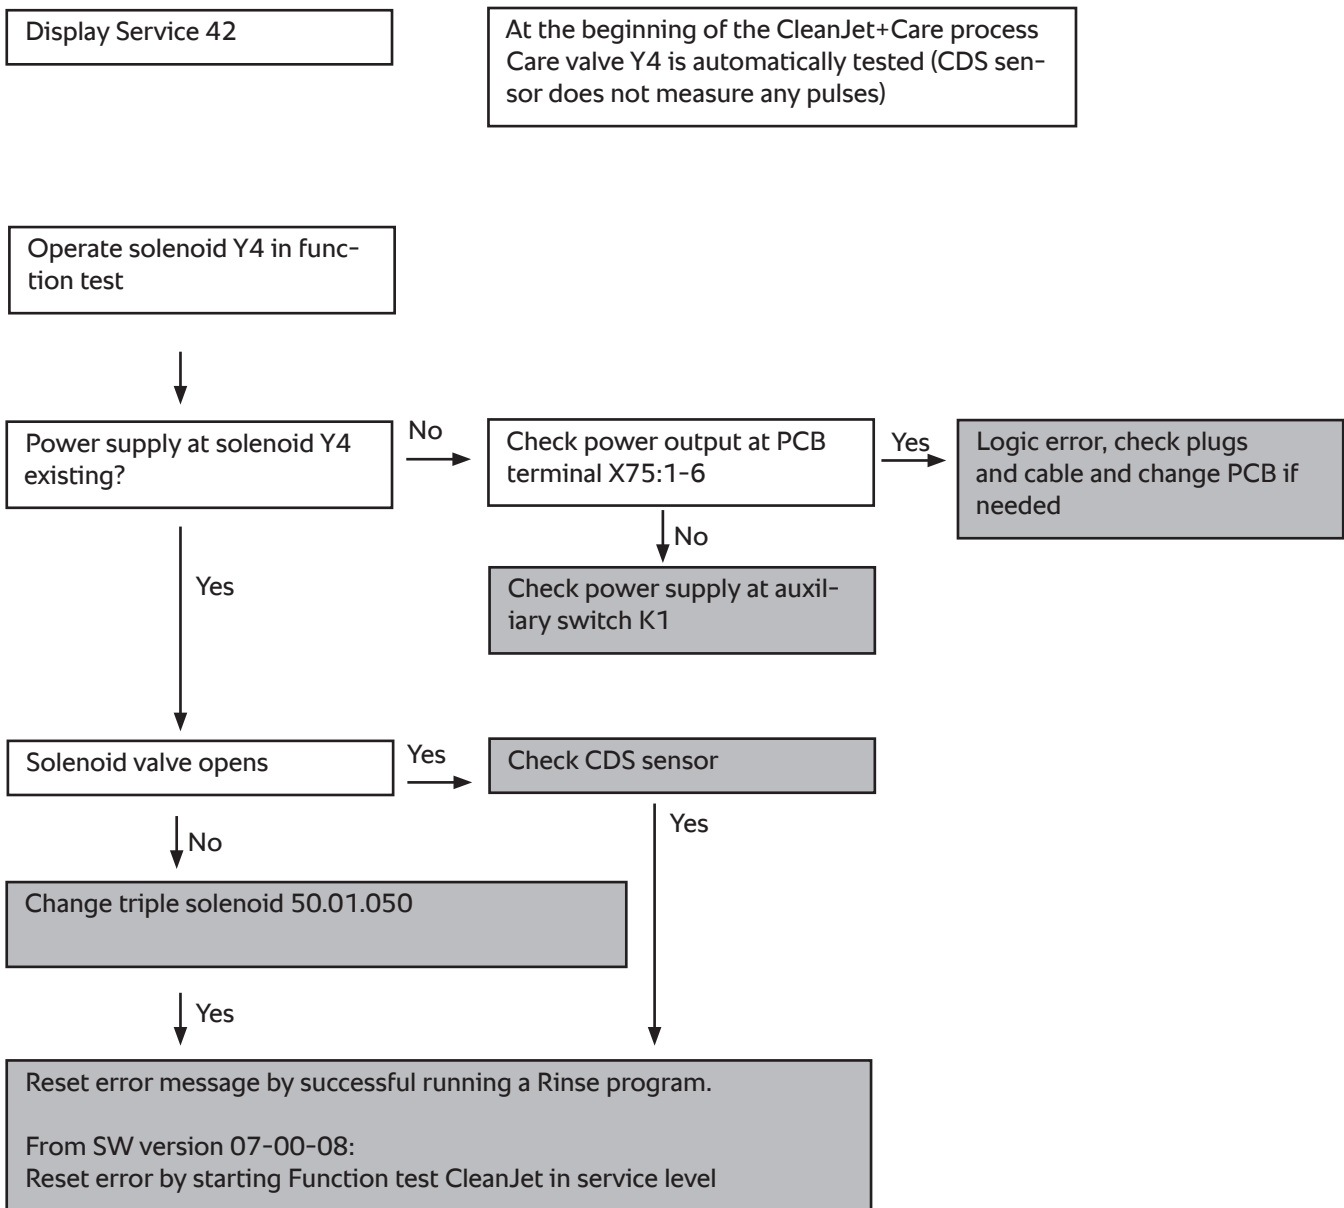 Display Service 42
At the beginning of the CleanJet+Care process
Care valve Y4 is automatically tested (CDS sen-
sor does not measure any pulses)
Operate solenoid Y4 in func-
tion test
Power supply at solenoid Y4
existing?
No
Check power output at PCB
terminal X75:1-6
Yes
Logic error, check plugs
and cable and change PCB if
needed
No
Check power supply at auxil-
iary switch K1
Yes
Solenoid valve opens
Yes
Check CDS sensor
No
Yes
Change triple solenoid 50.01.050
Yes
Reset error message by successful running a Rinse program.
From SW version 07-00-08:
Reset error by starting Function test CleanJet in service level